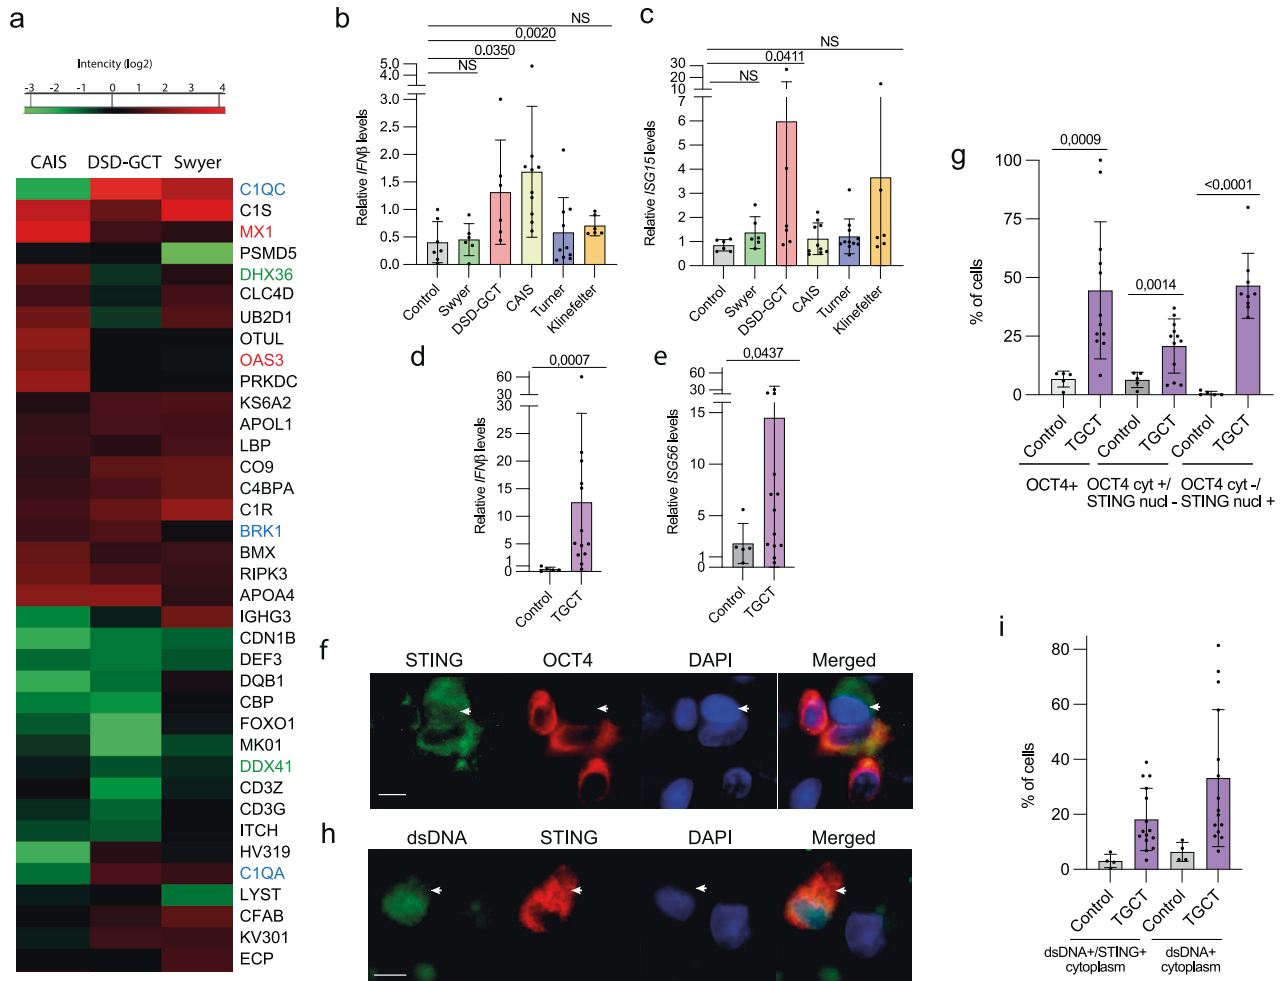 a
Intencity (log2)
-3 -1 0 2 4
CAIS DSD-GCT Swyer
C1QC
C1S
MX1
PSMD5
DHX36
CLC4D
UB2D1
OTUL
OAS3
PRKDC
KS6A2
APOL1
LBP
CO9
C4BPA
C1R
BRK1
BMX
RIPK3
APOA4
IGHG3
CDN1B
DEF3
DQB1
CBP
FOXO1
MK01
DDX41
CD3Z
CD3G
ITCH
HV319
C1QA
LYST
CFAB
KV301
ECP
b
NS
0,0020
0.0350
NS
Relative IFNβ levels
5.0
4.0
3.0
2.5
2.0
1.5
1.0
0.5
0.0
Control
Swyer
DSD-GCT
CAIS
Turner
Klinefelter
c
NS
0.0411
NS
Relative ISG15 levels
30
20
10
7
6
5
4
3
2
1
0
Control
Swyer
DSD-GCT
CAIS
Turner
Klinefelter
d
0,0007
Relative IFNβ levels
60
30
30
25
20
15
10
5
1
0
Control
TGCT
e
0,0437
Relative ISG56 levels
60
30
15
10
5
1
0
Control
TGCT
f
STING OCT4 DAPI Merged
g
0,0009
<0.0001
0,0014
% of cells
100
75
50
25
0
Control
TGCT
Control
TGCT
Control
TGCT
OCT4+
OCT4 cyt +/
STING nucl -
OCT4 cyt -/
STING nucl +
h
dsDNA STING DAPI Merged
i
% of cells
80
60
40
20
0
Control
TGCT
Control
TGCT
dsDNA+/STING+
cytoplasm
dsDNA+
cytoplasm